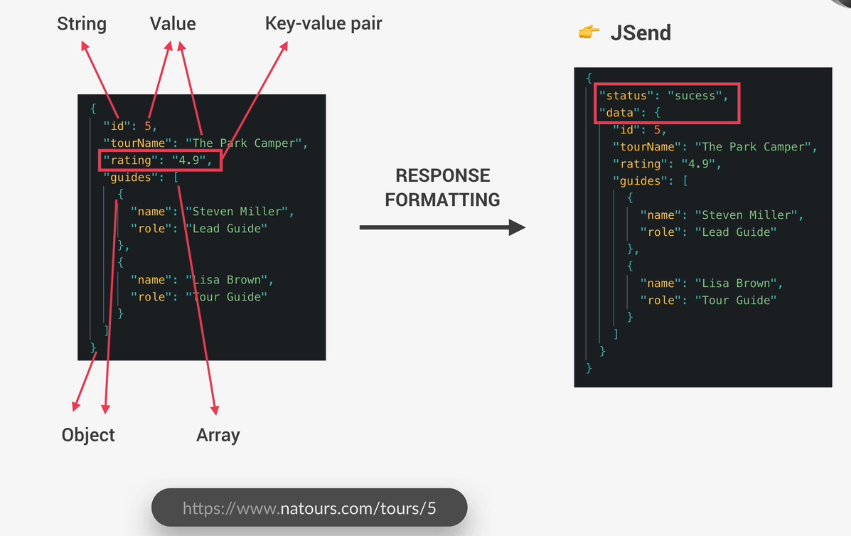 String
Value
Key-value pair
👉 JSend
{
"id": 5,
"tourName": "The Park Camper",
"rating": "4.9",
"guides": [
{
"name": "Steven Miller",
"role": "Lead Guide"
},
{
"name": "Lisa Brown",
"role": "Tour Guide"
}
]
}
RESPONSE
FORMATTING
{
"status": "sucess",
"data": {
"id": 5,
"tourName": "The Park Camper",
"rating": "4.9",
"guides": [
{
"name": "Steven Miller",
"role": "Lead Guide"
},
{
"name": "Lisa Brown",
"role": "Tour Guide"
}
]
}
}
Object
Array
https://www.natours.com/tours/5